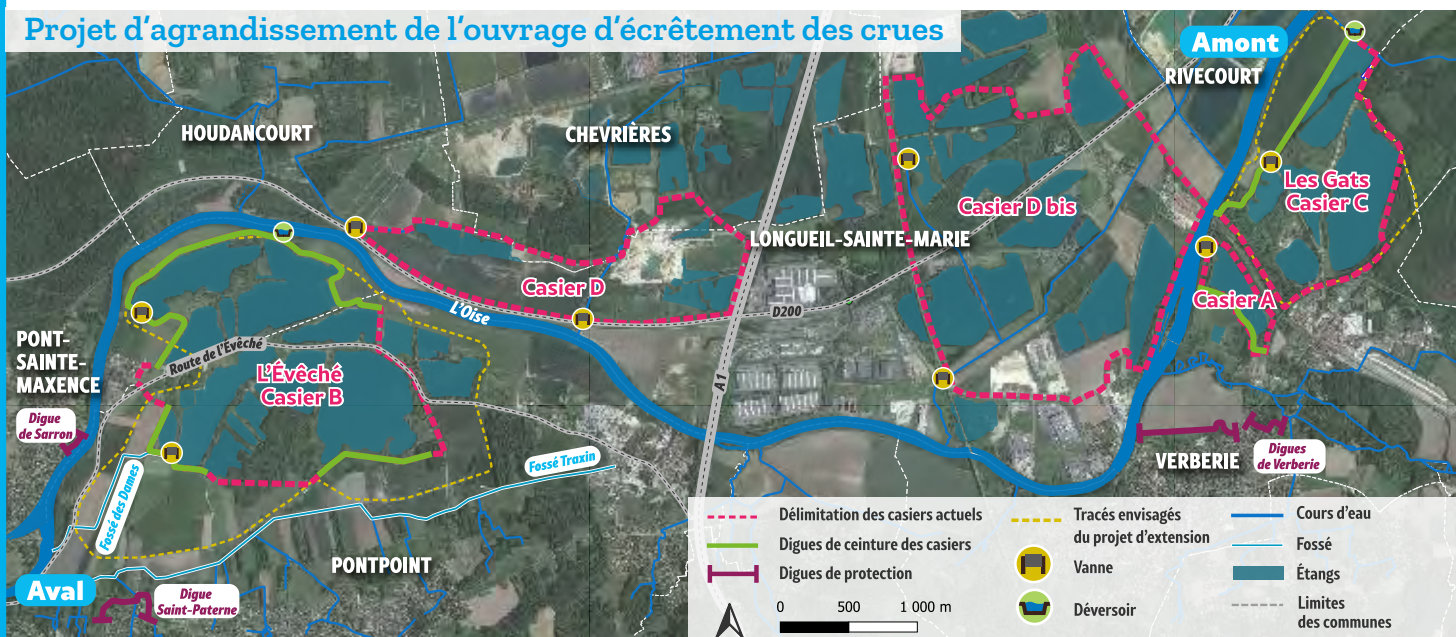 Projet d’agrandissement de l’ouvrage d’écrêtement des crues
Amont
RIVECOURT
HOUDANCOURT
CHEVRIÈRES
Les Gats
Casier C
Casier D bis
LONGUEIL-SAINTE-MARIE
Casier D
Casier A
L’Oise
D200
PONT-
SAINTE-
MAXENCE
Route de l’Évêché
L’Évêché
Casier B
A1
Digue
de Sarron
Fossé des Dames
Fossé Traxin
VERBERIE
Digues
de Verberie
PONTPOINT
Aval
Digue
Saint-Paterne
Délimitation des casiers actuels
Digues de ceinture des casiers
Digues de protection
0 500 1 000 m
Tracés envisagés
du projet d’extension
Vanne
Déversoir
Cours d’eau
Fossé
Étangs
Limites
des communes